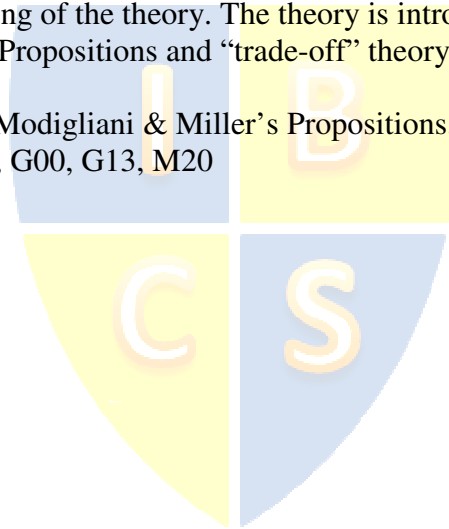 ng of the theory. The theory is intro
Propositions and “trade-off” theory
Modigliani & Miller’s Propositions
, G00, G13, M20
I B
C S